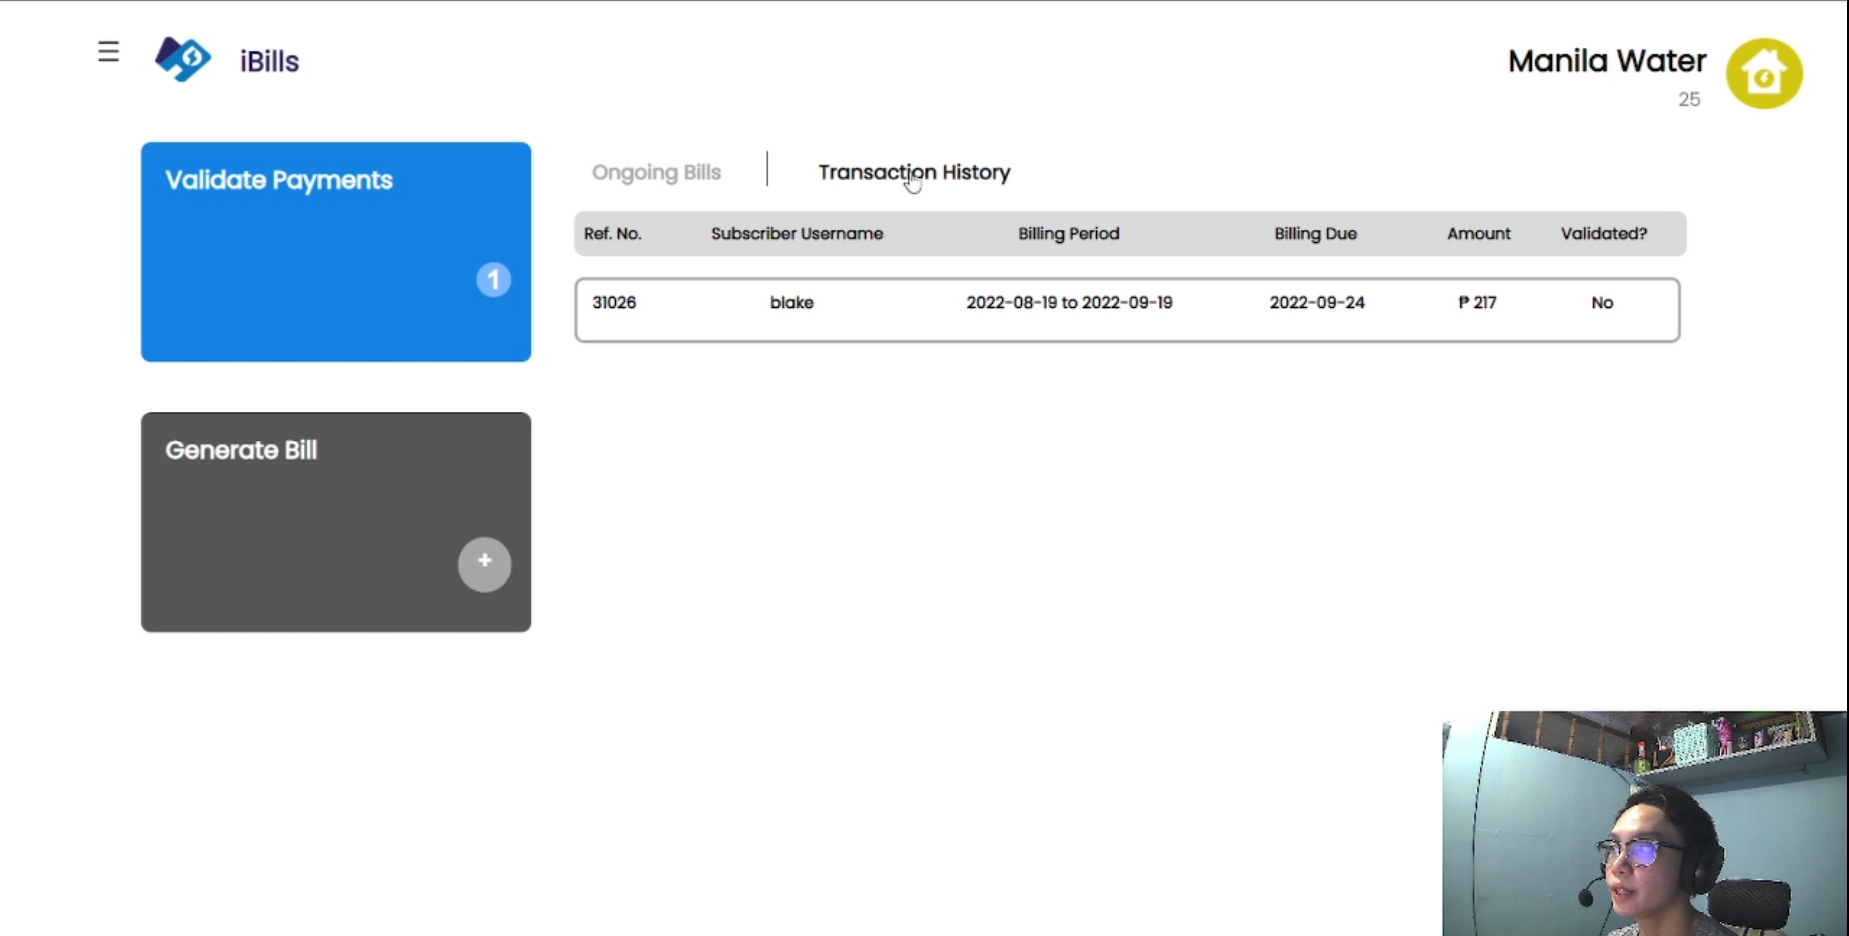 ☰ iBills
Manila Water
25
Validate Payments
1
Generate Bill
+
Ongoing Bills | Transaction History
Ref. No. Subscriber Username Billing Period Billing Due Amount Validated?
31026 blake 2022-08-19 to 2022-09-19 2022-09-24 ₱ 217 No